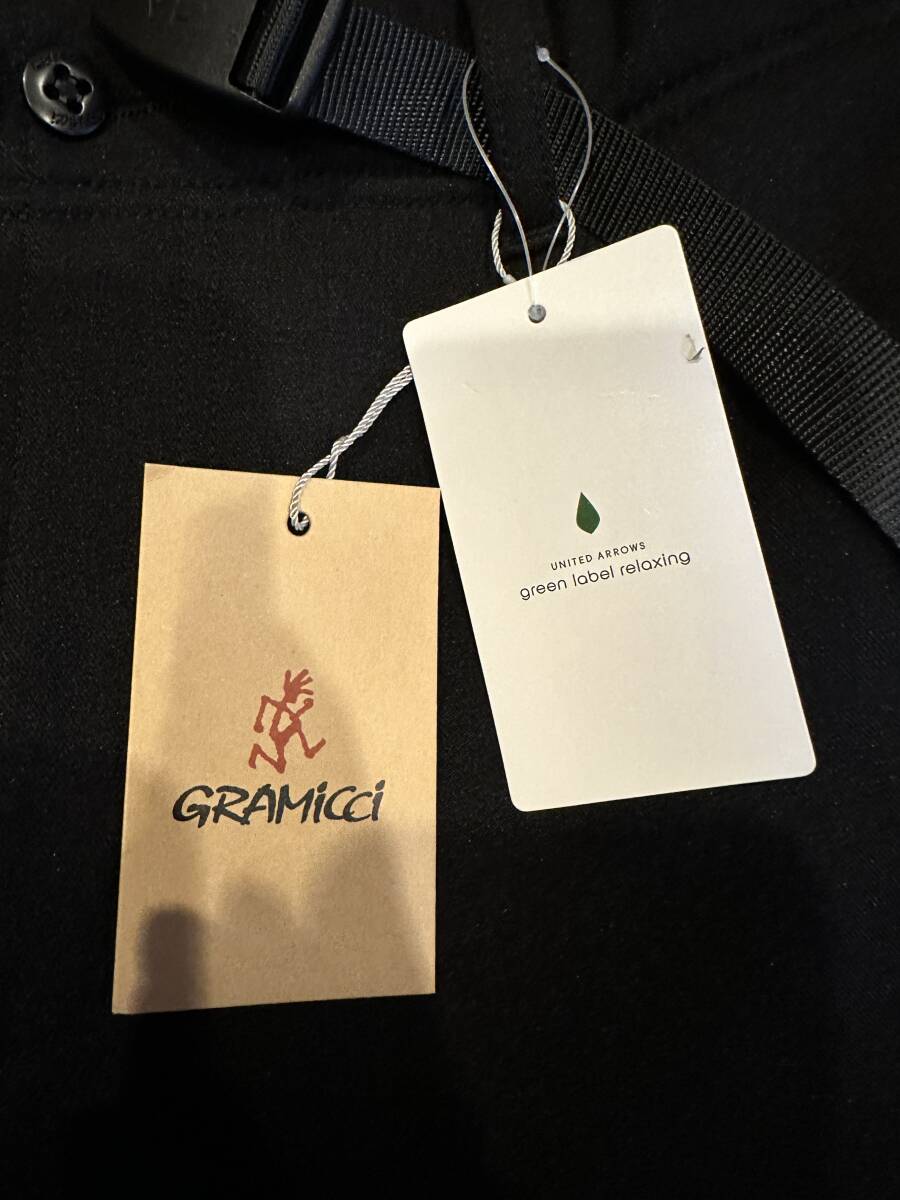 UNITED ARROWS
green label relaxing
GRAMiCCi